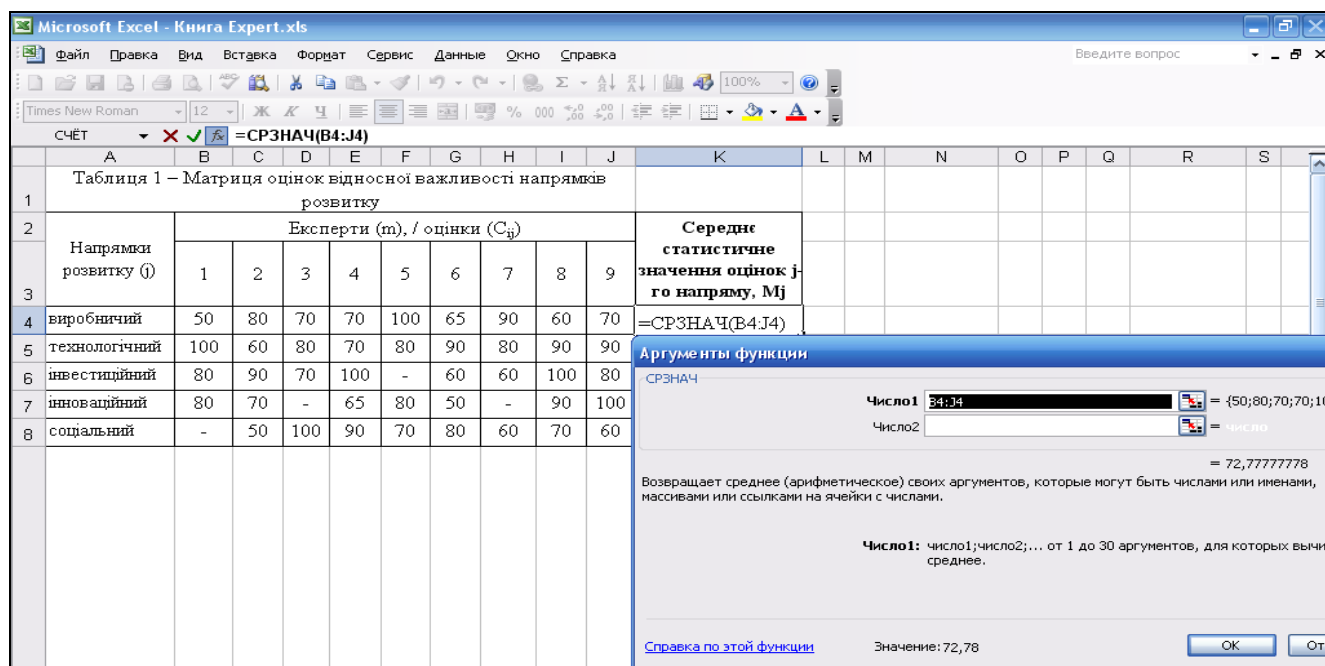 Microsoft Excel - Книга Expert.xls
Файл Правка Вид Вставка Формат Сервис Данные Окно Справка Введите вопрос
100%
Times New Roman 12 Ж К Ч % 000
СЧЁТ =СРЗНАЧ(B4:J4)
A B C D E F G H I J K L M N O P Q R S
1 Таблиця 1 – Матриця оцінок відносної важливості напрямків
розвитку
2 Напрямки розвитку (j) Експерти (m), / оцінки (Cij) Середнє
статистичне
значення оцінок j-
го напряму, Mj
3 1 2 3 4 5 6 7 8 9
4 виробничий 50 80 70 70 100 65 90 60 70 =СРЗНАЧ(B4:J4)
5 технологічний 100 60 80 70 80 90 80 90 90
6 інвестиційний 80 90 70 100 - 60 60 100 80
7 інноваційний 80 70 - 65 80 50 - 90 100
8 соціальний - 50 100 90 70 80 60 70 60
Аргументы функции
СРЗНАЧ
Число1 B4:J4 = {50;80;70;70;10
Число2 = число
= 72,77777778
Возвращает среднее (арифметическое) своих аргументов, которые могут быть числами или именами,
массивами или ссылками на ячейки с числами.
Число1: число1;число2;... от 1 до 30 аргументов, для которых вычи
среднее.
Справка по этой функции Значение:72,78 ОК От